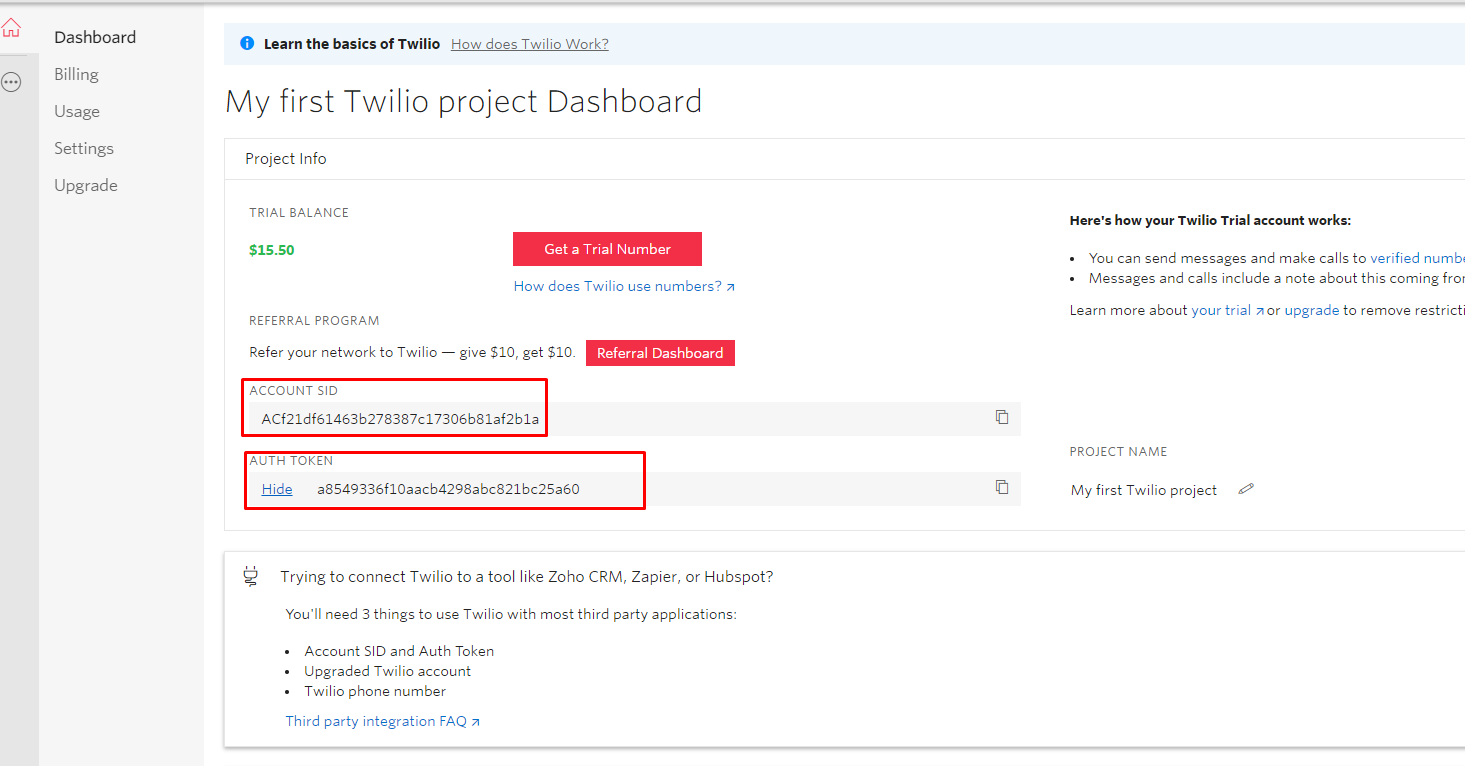 Dashboard
Billing
Usage
Settings
Upgrade
Learn the basics of Twilio How does Twilio Work?
My first Twilio project Dashboard
Project Info
TRIAL BALANCE
$15.50
Get a Trial Number
How does Twilio use numbers?
REFERRAL PROGRAM
Refer your network to Twilio — give $10, get $10. Referral Dashboard
ACCOUNT SID
ACf21df61463b278387c17306b81af2b1a
AUTH TOKEN
Hide a8549336f10aacb4298abc821bc25a60
Here's how your Twilio Trial account works:
• You can send messages and make calls to verified numbe
• Messages and calls include a note about this coming fro
Learn more about your trial or upgrade to remove restricti
PROJECT NAME
My first Twilio project
Trying to connect Twilio to a tool like Zoho CRM, Zapier, or Hubspot?
You'll need 3 things to use Twilio with most third party applications:
• Account SID and Auth Token
• Upgraded Twilio account
• Twilio phone number
Third party integration FAQ